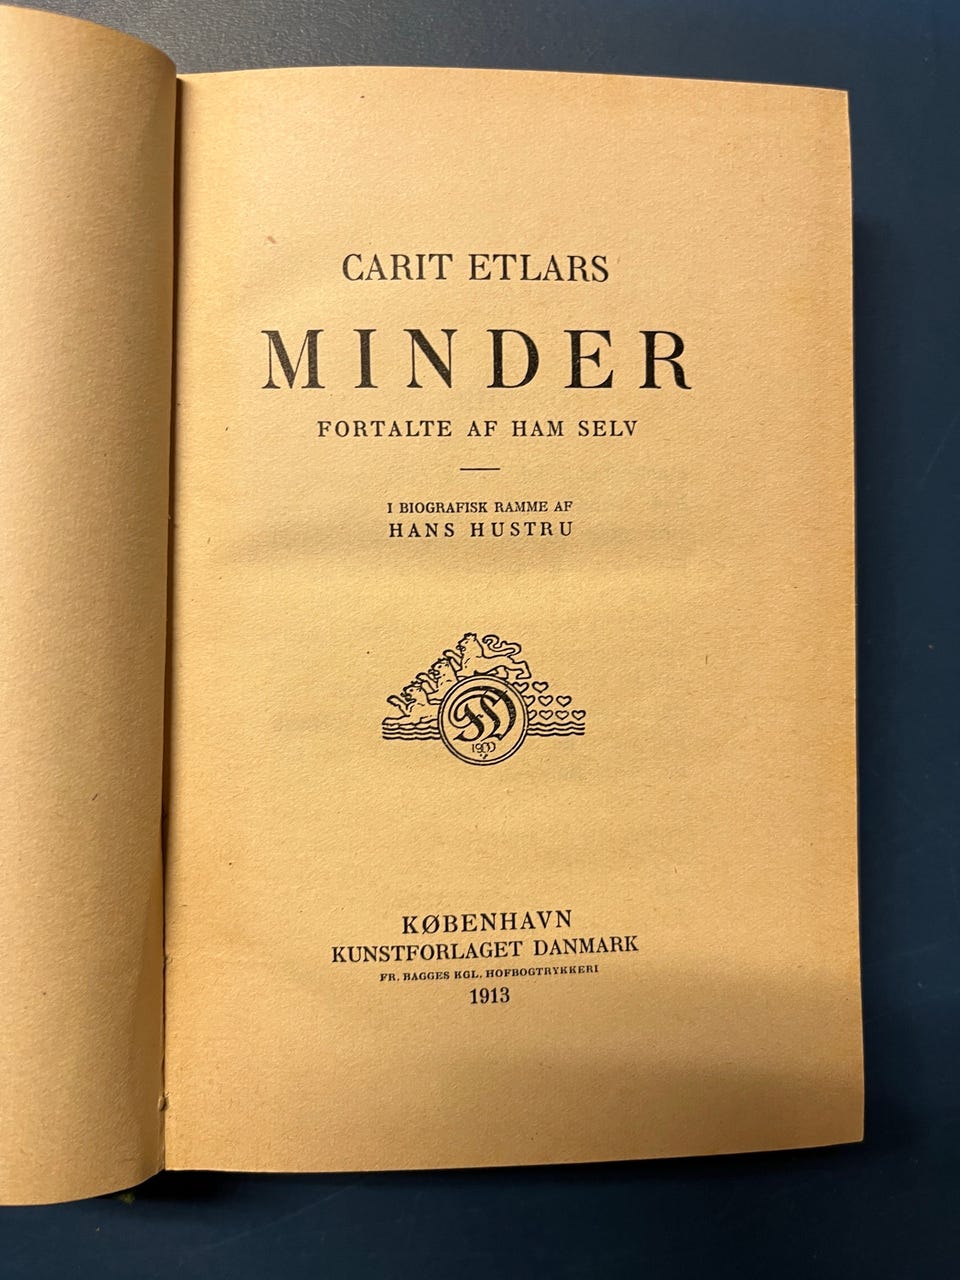 CARIT ETLARS
MINDER
FORTALTE AF HAM SELV
I BIOGRAFISK RAMME AF
HANS HUSTRU
1900
KØBENHAVN
KUNSTFORLAGET DANMARK
FR. BAGGES KGL. HOFBOGTRYKKERI
1913